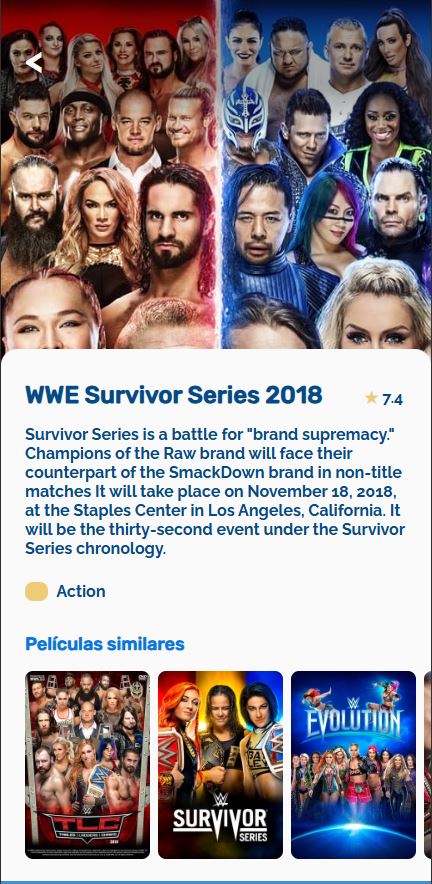 <
WWE Survivor Series 2018
★ 7.4
Survivor Series is a battle for "brand supremacy."
Champions of the Raw brand will face their
counterpart of the SmackDown brand in non-title
matches It will take place on November 18, 2018,
at the Staples Center in Los Angeles, California. It
will be the thirty-second event under the Survivor
Series chronology.
Action
Películas similares
TLC
TABLES LADDERS CHAIRS
W
SURVIVOR
SERIES
W
EVOLUTION